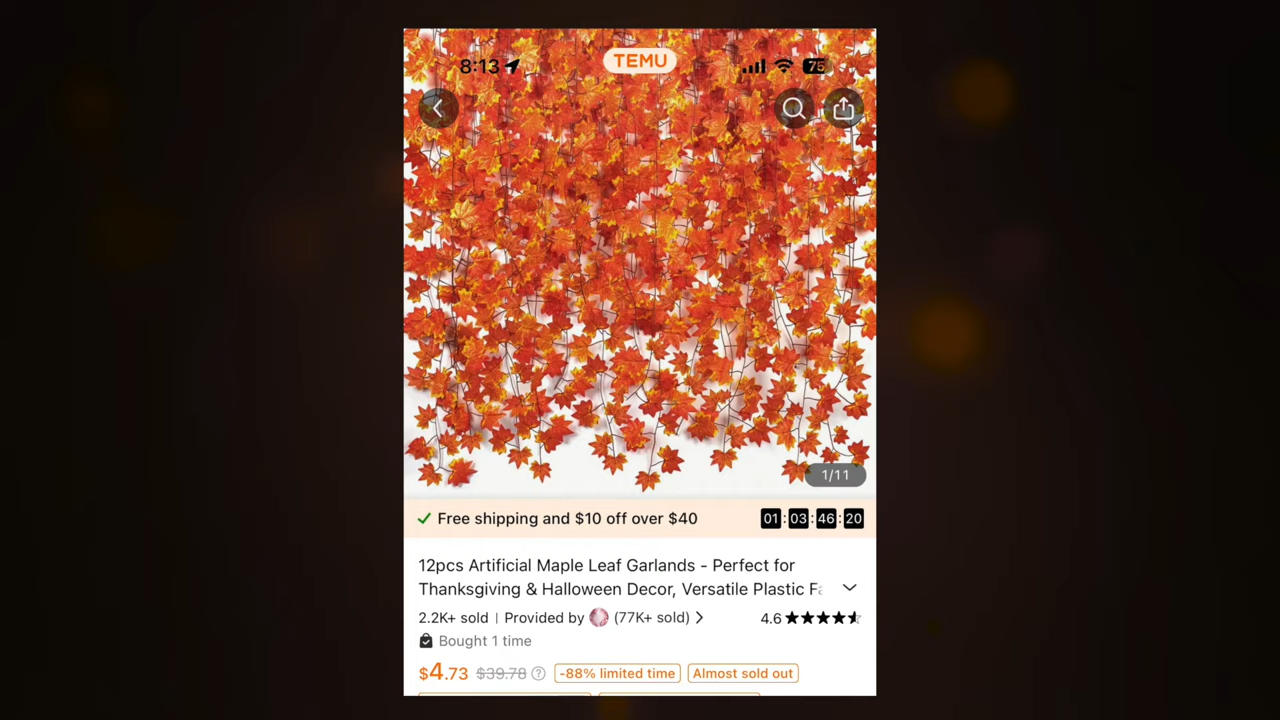 8:13
TEMU
75
1/11
Free shipping and $10 off over $40
01:03:46:20
12pcs Artificial Maple Leaf Garlands - Perfect for
Thanksgiving & Halloween Decor, Versatile Plastic
2.2K+ sold | Provided by (77K+ sold) >
4.6
Bought 1 time
$4.73 $39.78 ? -88% limited time Almost sold out